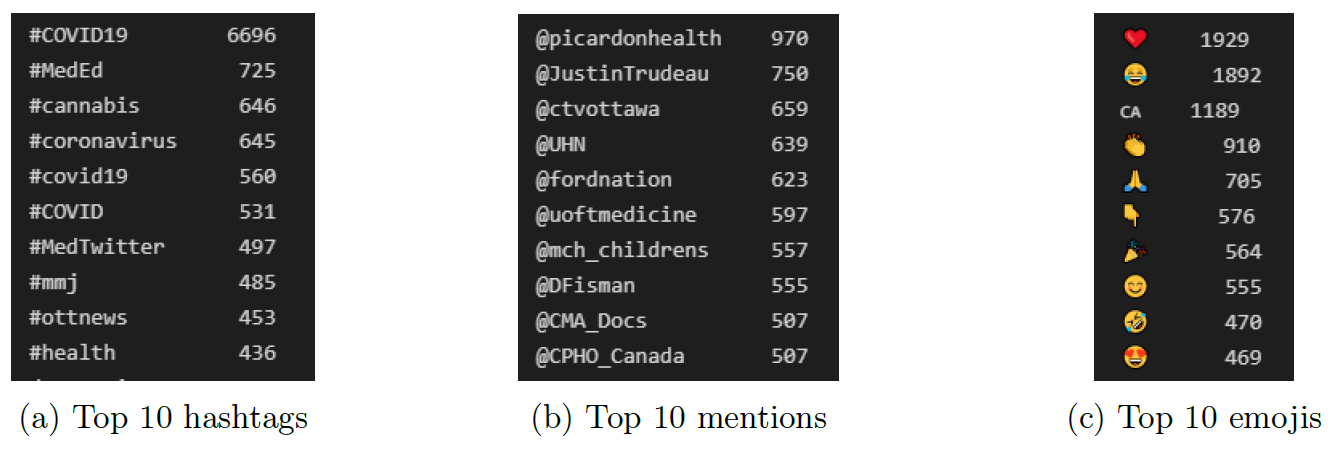 #COVID19 6696
#MedEd 725
#cannabis 646
#coronavirus 645
#covid19 560
#COVID 531
#MedTwitter 497
#mmj 485
#ottnews 453
#health 436
(a) Top 10 hashtags
@picardonhealth 970
@JustinTrudeau 750
@ctvottawa 659
@UHN 639
@fordnation 623
@uoftmedicine 597
@mch_childrens 557
@DFisman 555
@CMA_Docs 507
@CPHO_Canada 507
(b) Top 10 mentions
❤️ 1929
😂 1892
CA 1189
👏 910
🙏 705
👇 576
🎉 564
😊 555
🤣 470
😍 469
(c) Top 10 emojis